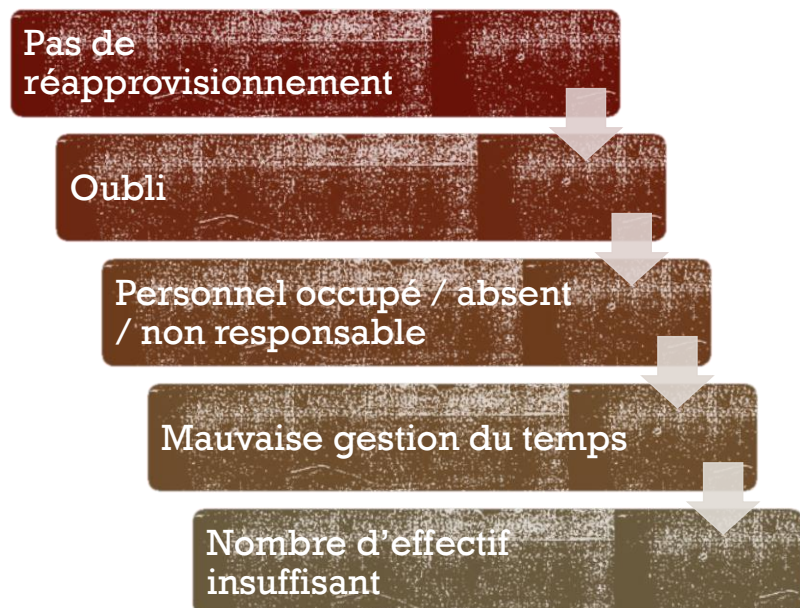 Pas de
réapprovisionnement
Oubli
Personnel occupé / absent
/ non responsable
Mauvaise gestion du temps
Nombre d’effectif
insuffisant